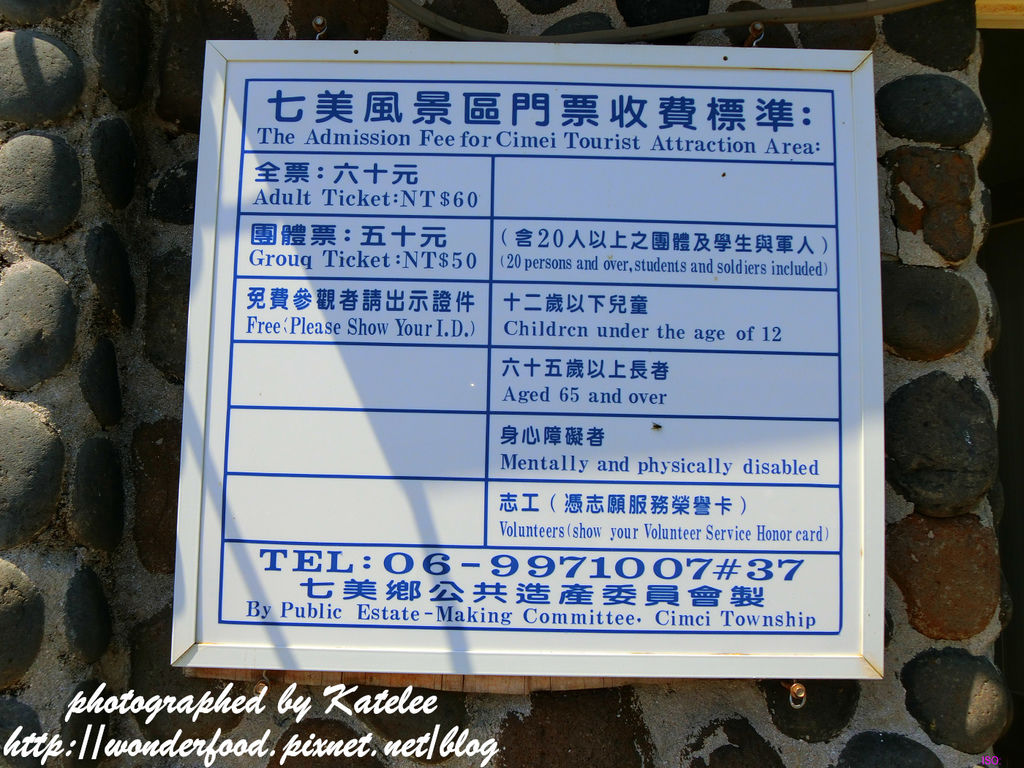 七美風景區門票收費標準:
The Admission Fee for Cimei Tourist Attraction Area:
全票:六十元
Adult Ticket:NT$60
團體票:五十元
Grouq Ticket:NT$50
(含20人以上之團體及學生與軍人)
(20 persons and over,students and soldiers included)
免費參觀者請出示證件
Free(Please Show Your I.D.)
十二歲以下兒童
Childrcn under the age of 12
六十五歲以上長者
Aged 65 and over
身心障礙者
Mentally and physically disabled
志工(憑志願服務榮譽卡)
Volunteers(show your Volunteer Service Honor card)
TEL:06-9971007#37
七美鄉公共造產委員會製
By Public Estate-Making Committee. Cimci Township
photographed by Katelee
http://wonderfood.pixnet.net/blog
ISO